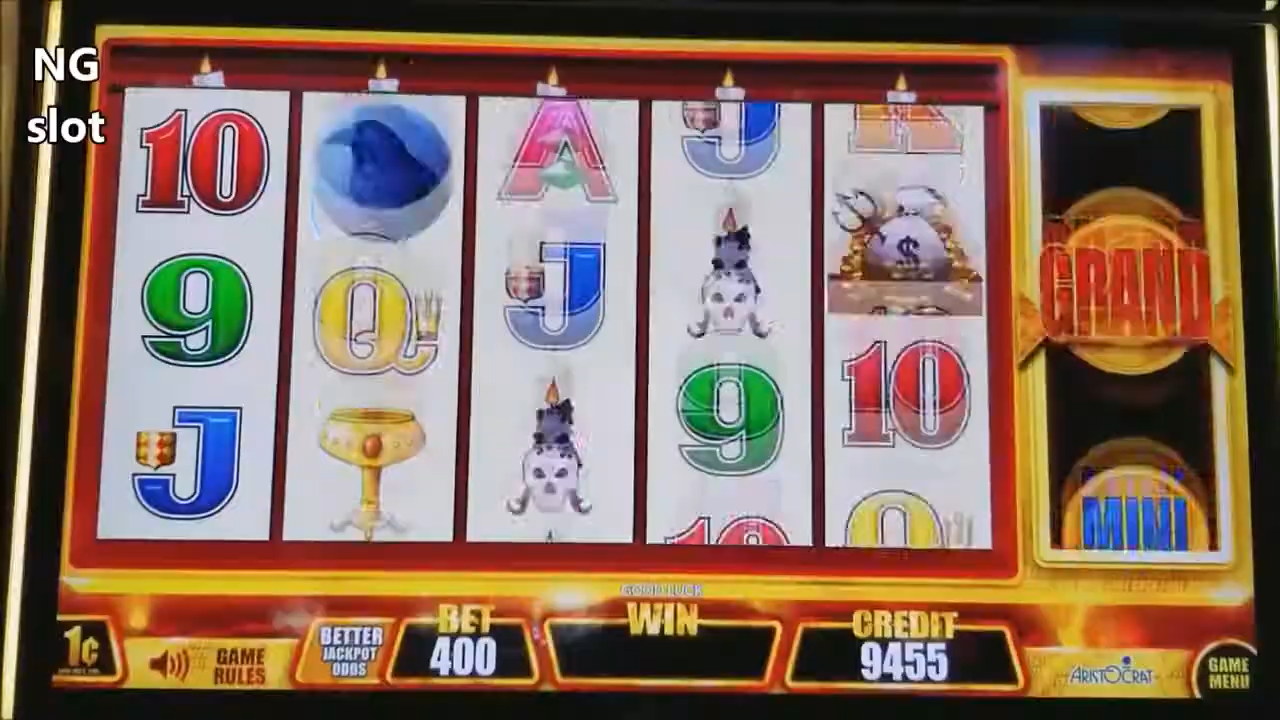 NG
slot
10
A
J
K
9
Q
J
$
GRAND
J
9
10
10
Q
MINI
GOOD LUCK
1¢
GAME
RULES
BETTER
JACKPOT
ODDS
BET
400
WIN
CREDIT
9455
ARISTOCRAT
GAME
MENU